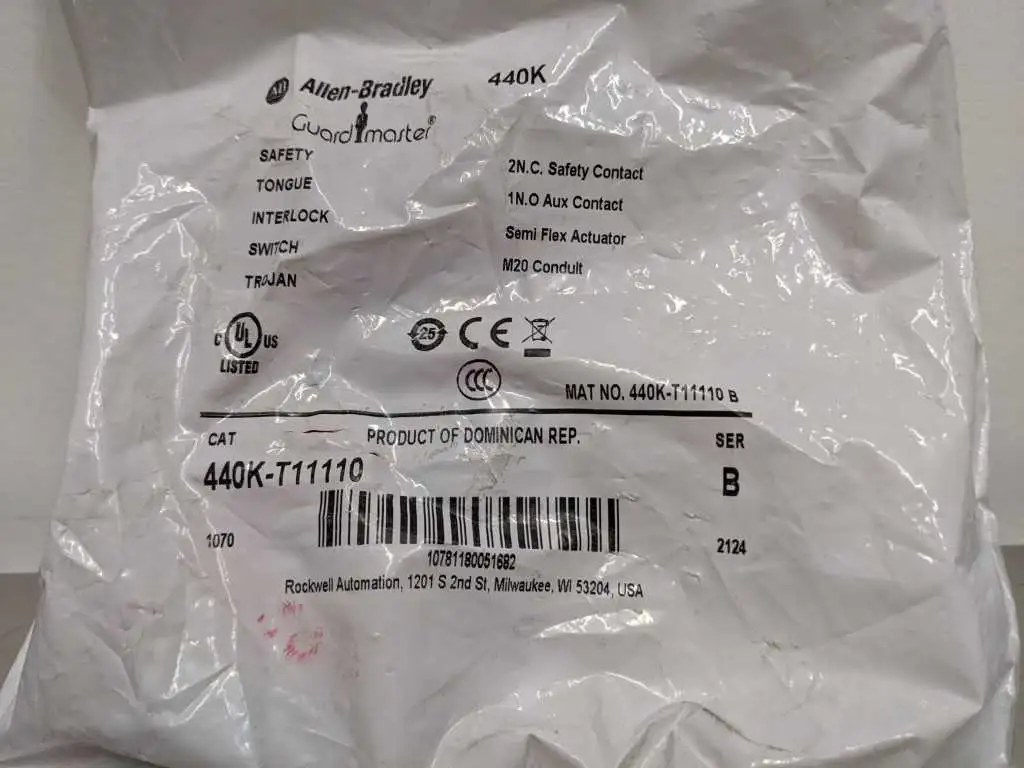 Allen-Bradley 440K
Guardmaster®
SAFETY
TONGUE
INTERLOCK
SWITCH
TROJAN
2N.C. Safety Contact
1N.O Aux Contact
Semi Flex Actuator
M20 Conduit
C UL US
LISTED
25
CE
CCC
MAT NO. 440K-T11110 B
CAT
PRODUCT OF DOMINICAN REP.
SER
440K-T11110
B
1070
2124
10781180051682
Rockwell Automation, 1201 S 2nd St, Milwaukee, WI 53204, USA